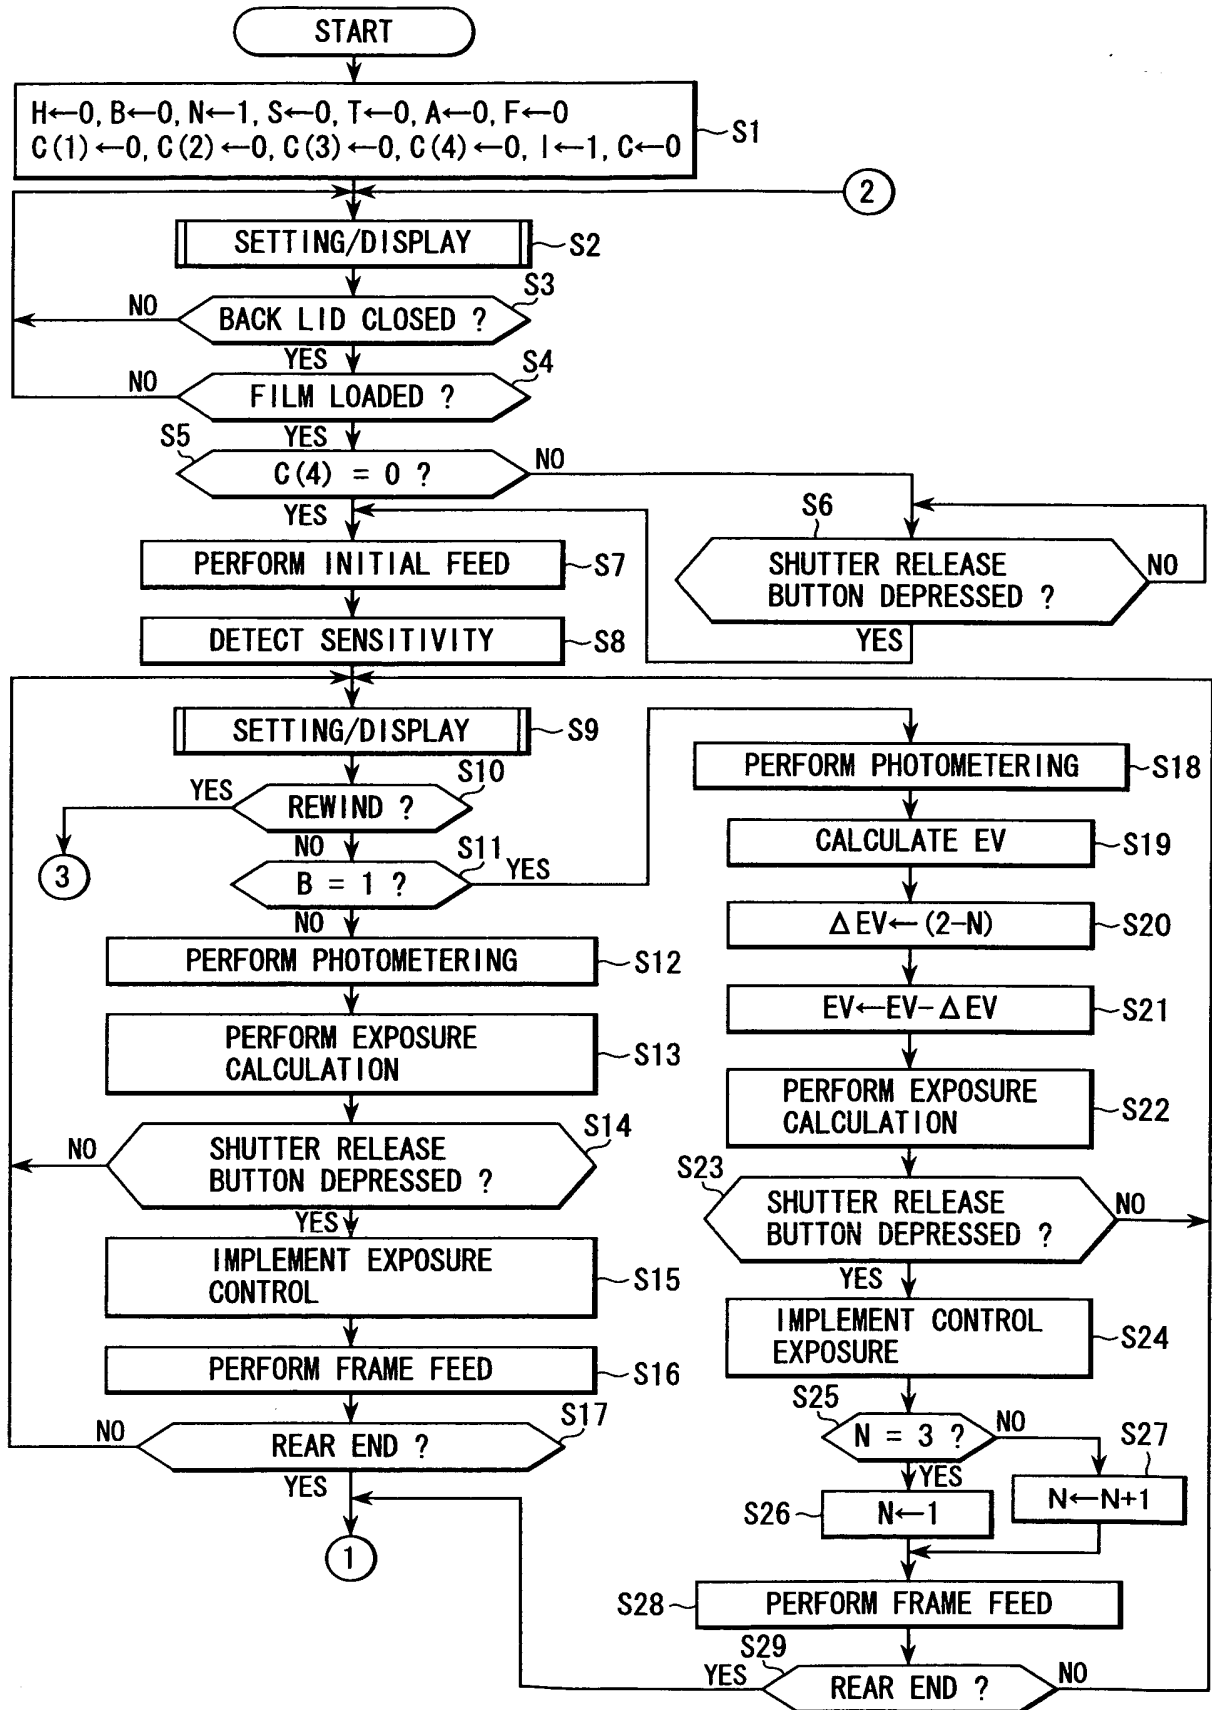 START
H←0, B←0, N←1, S←0, T←0, A←0, F←0
C(1)←0, C(2)←0, C(3)←0, C(4)←0, I←1, C←0
S1
2
SETTING/DISPLAY
S2
S3
BACK LID CLOSED ?
NO
YES
S4
FILM LOADED ?
NO
YES
S5
C(4) = 0 ?
NO
YES
S6
SHUTTER RELEASE
BUTTON DEPRESSED ?
NO
YES
PERFORM INITIAL FEED
S7
DETECT SENSITIVITY
S8
SETTING/DISPLAY
S9
S10
REWIND ?
YES
NO
3
S11
B = 1 ?
YES
NO
PERFORM PHOTOMETERING
S12
PERFORM EXPOSURE
CALCULATION
S13
S14
SHUTTER RELEASE
BUTTON DEPRESSED ?
NO
YES
IMPLEMENT EXPOSURE
CONTROL
S15
PERFORM FRAME FEED
S16
S17
REAR END ?
NO
YES
1
PERFORM PHOTOMETERING
S18
CALCULATE EV
S19
ΔEV←(2-N)
S20
EV←EV-ΔEV
S21
PERFORM EXPOSURE
CALCULATION
S22
S23
SHUTTER RELEASE
BUTTON DEPRESSED ?
NO
YES
IMPLEMENT CONTROL
EXPOSURE
S24
S25
N = 3 ?
NO
YES
S26
N←1
S27
N←N+1
S28
PERFORM FRAME FEED
S29
REAR END ?
YES
NO